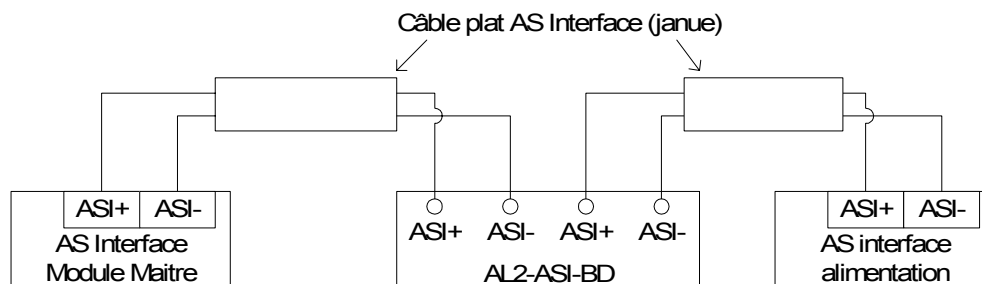 Câble plat AS Interface (janue)
ASI+ ASI-
AS Interface
Module Maitre
ASI+ ASI- ASI+ ASI-
AL2-ASI-BD
ASI+ ASI-
AS interface
alimentation